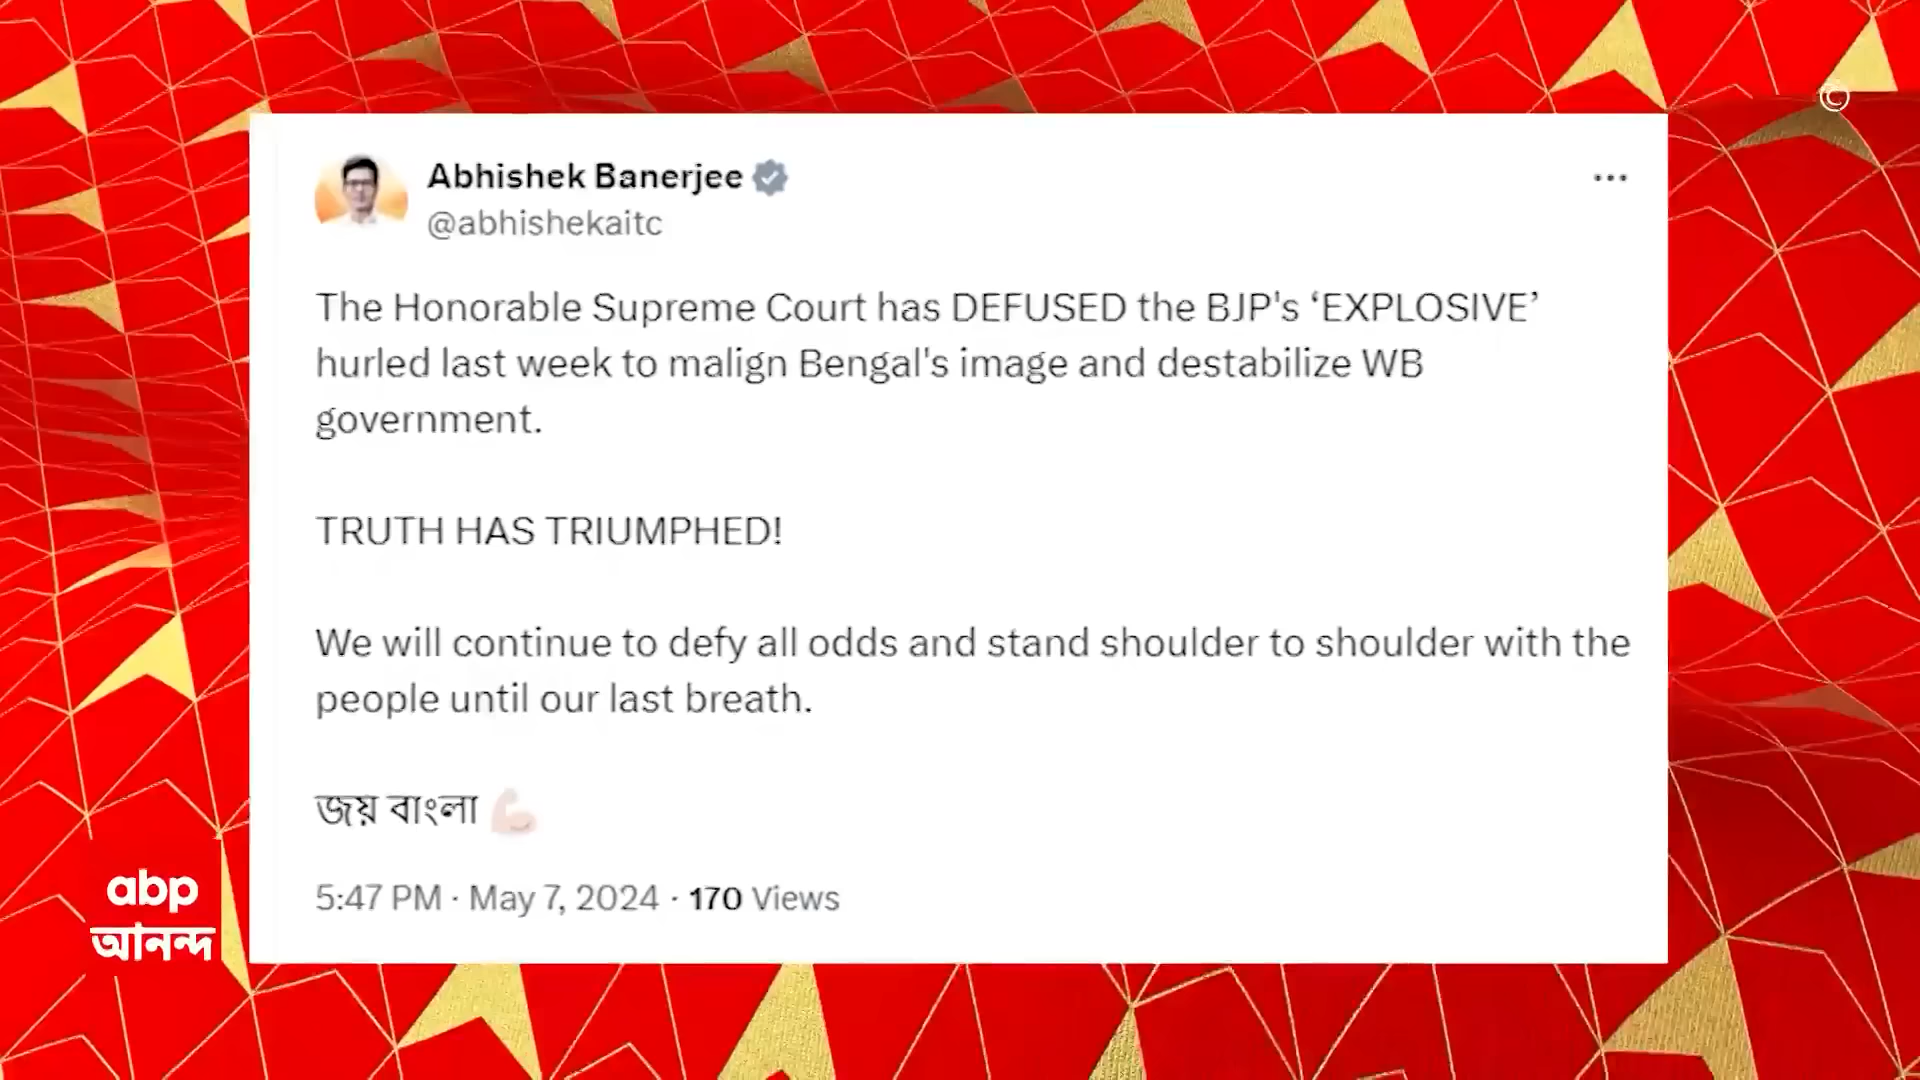 ©
Abhishek Banerjee
@abhishekaitc
The Honorable Supreme Court has DEFUSED the BJP's ‘EXPLOSIVE’
hurled last week to malign Bengal's image and destabilize WB
government.
TRUTH HAS TRIUMPHED!
We will continue to defy all odds and stand shoulder to shoulder with the
people until our last breath.
জয় বাংলা 💪🏻
5:47 PM · May 7, 2024 · 170 Views
abp
আনন্দ